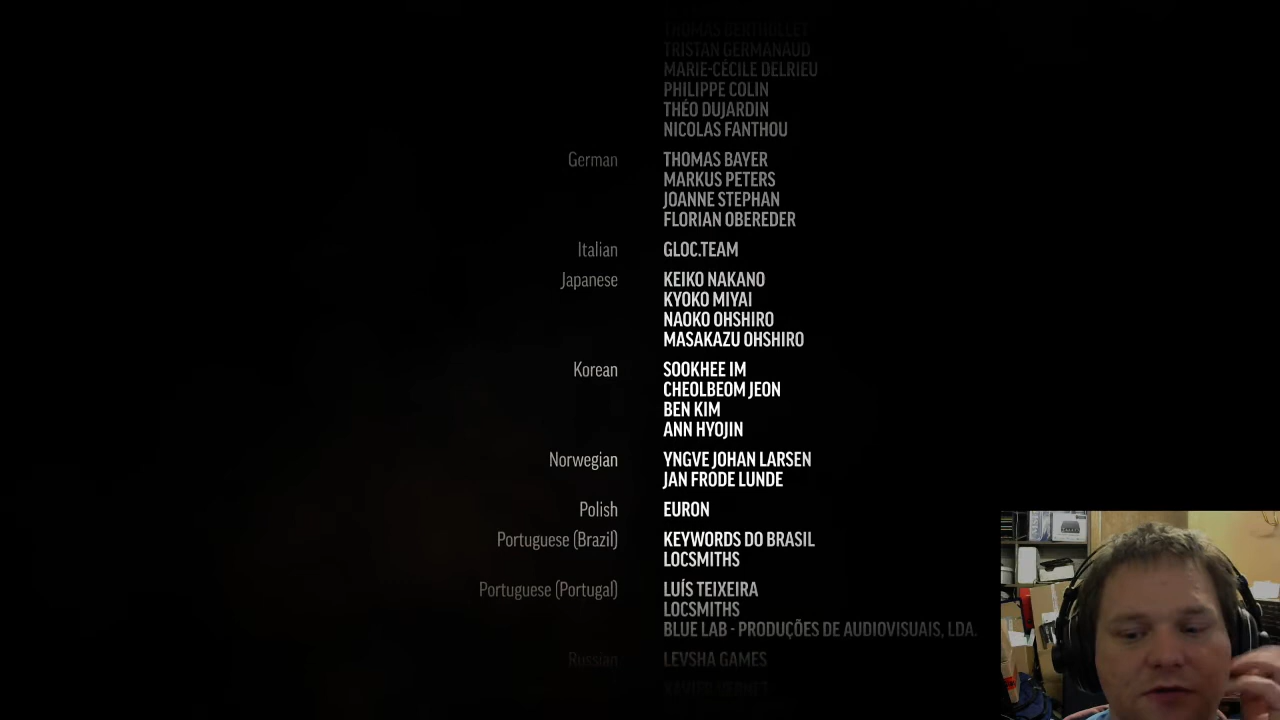 THOMAS BERTHOLLET
TRISTAN GERMANAUD
MARIE-CÉCILE DELRIEU
PHILIPPE COLIN
THÉO DUJARDIN
NICOLAS FANTHOU
German THOMAS BAYER
MARKUS PETERS
JOANNE STEPHAN
FLORIAN OBEREDER
Italian GLOC.TEAM
Japanese KEIKO NAKANO
KYOKO MIYAI
NAOKO OHSHIRO
MASAKAZU OHSHIRO
Korean SOOKHEE IM
CHEOLBEOM JEON
BEN KIM
ANN HYOJIN
Norwegian YNGVE JOHAN LARSEN
JAN FRODE LUNDE
Polish EURON
Portuguese (Brazil) KEYWORDS DO BRASIL
LOCSMITHS
Portuguese (Portugal) LUÍS TEIXEIRA
LOCSMITHS
BLUE LAB - PRODUÇÕES DE AUDIOVISUAIS, LDA.
Russian LEVSHA GAMES